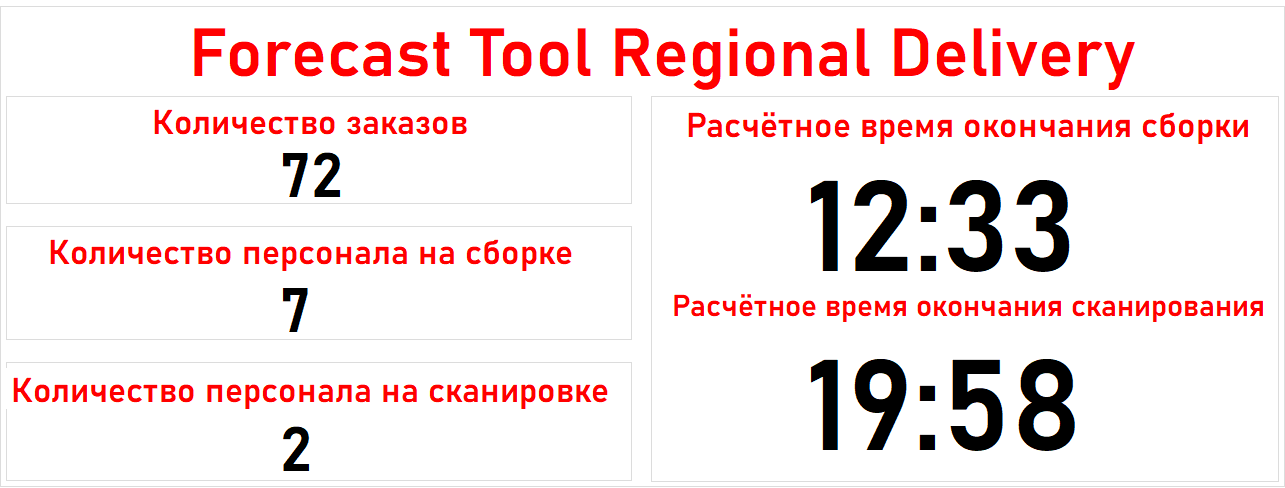 Forecast Tool Regional Delivery
Количество заказов
72
Количество персонала на сборке
7
Количество персонала на сканировке
2
Расчётное время окончания сборки
12:33
Расчётное время окончания сканирования
19:58